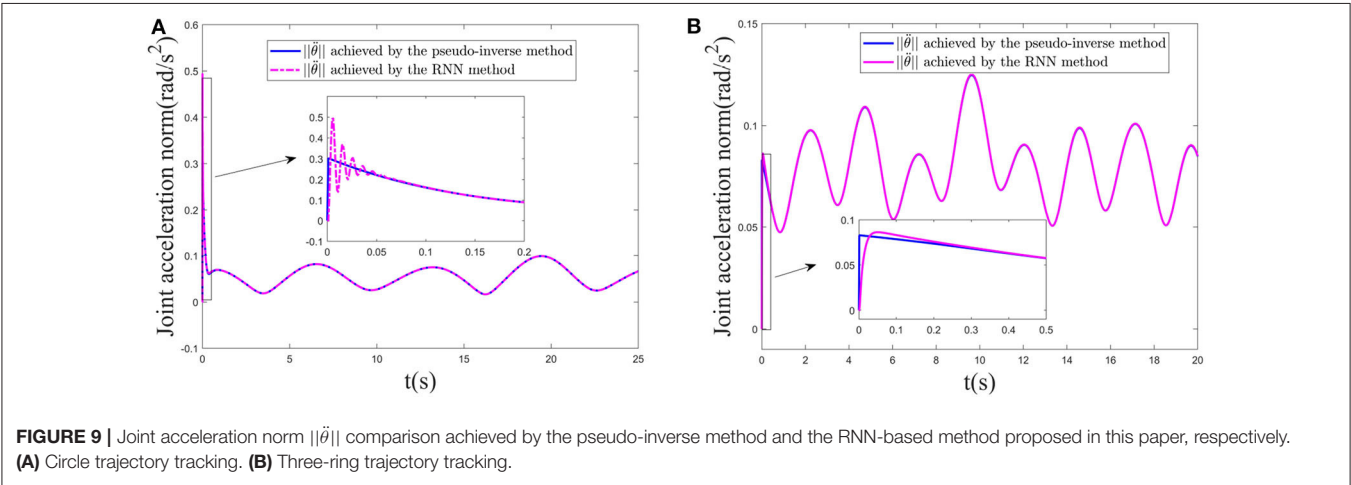 A
Joint acceleration norm(rad/s²)
0.6
0.5
0.4
0.3
0.2
0.1
0
-0.1
||θ̈|| achieved by the pseudo-inverse method
||θ̈|| achieved by the RNN method
0.5
0.4
0.3
0.2
0.1
0
-0.1
0 0.05 0.1 0.15 0.2
0 5 10 15 20 25
t(s)
B
Joint acceleration norm(rad/s²)
0.15
0.1
0.05
0
||θ̈|| achieved by the pseudo-inverse method
||θ̈|| achieved by the RNN method
0.1
0.05
0
0 0.1 0.2 0.3 0.4 0.5
0 2 4 6 8 10 12 14 16 18 20
t(s)
FIGURE 9 | Joint acceleration norm ||θ̈|| comparison achieved by the pseudo-inverse method and the RNN-based method proposed in this paper, respectively.
(A) Circle trajectory tracking. (B) Three-ring trajectory tracking.